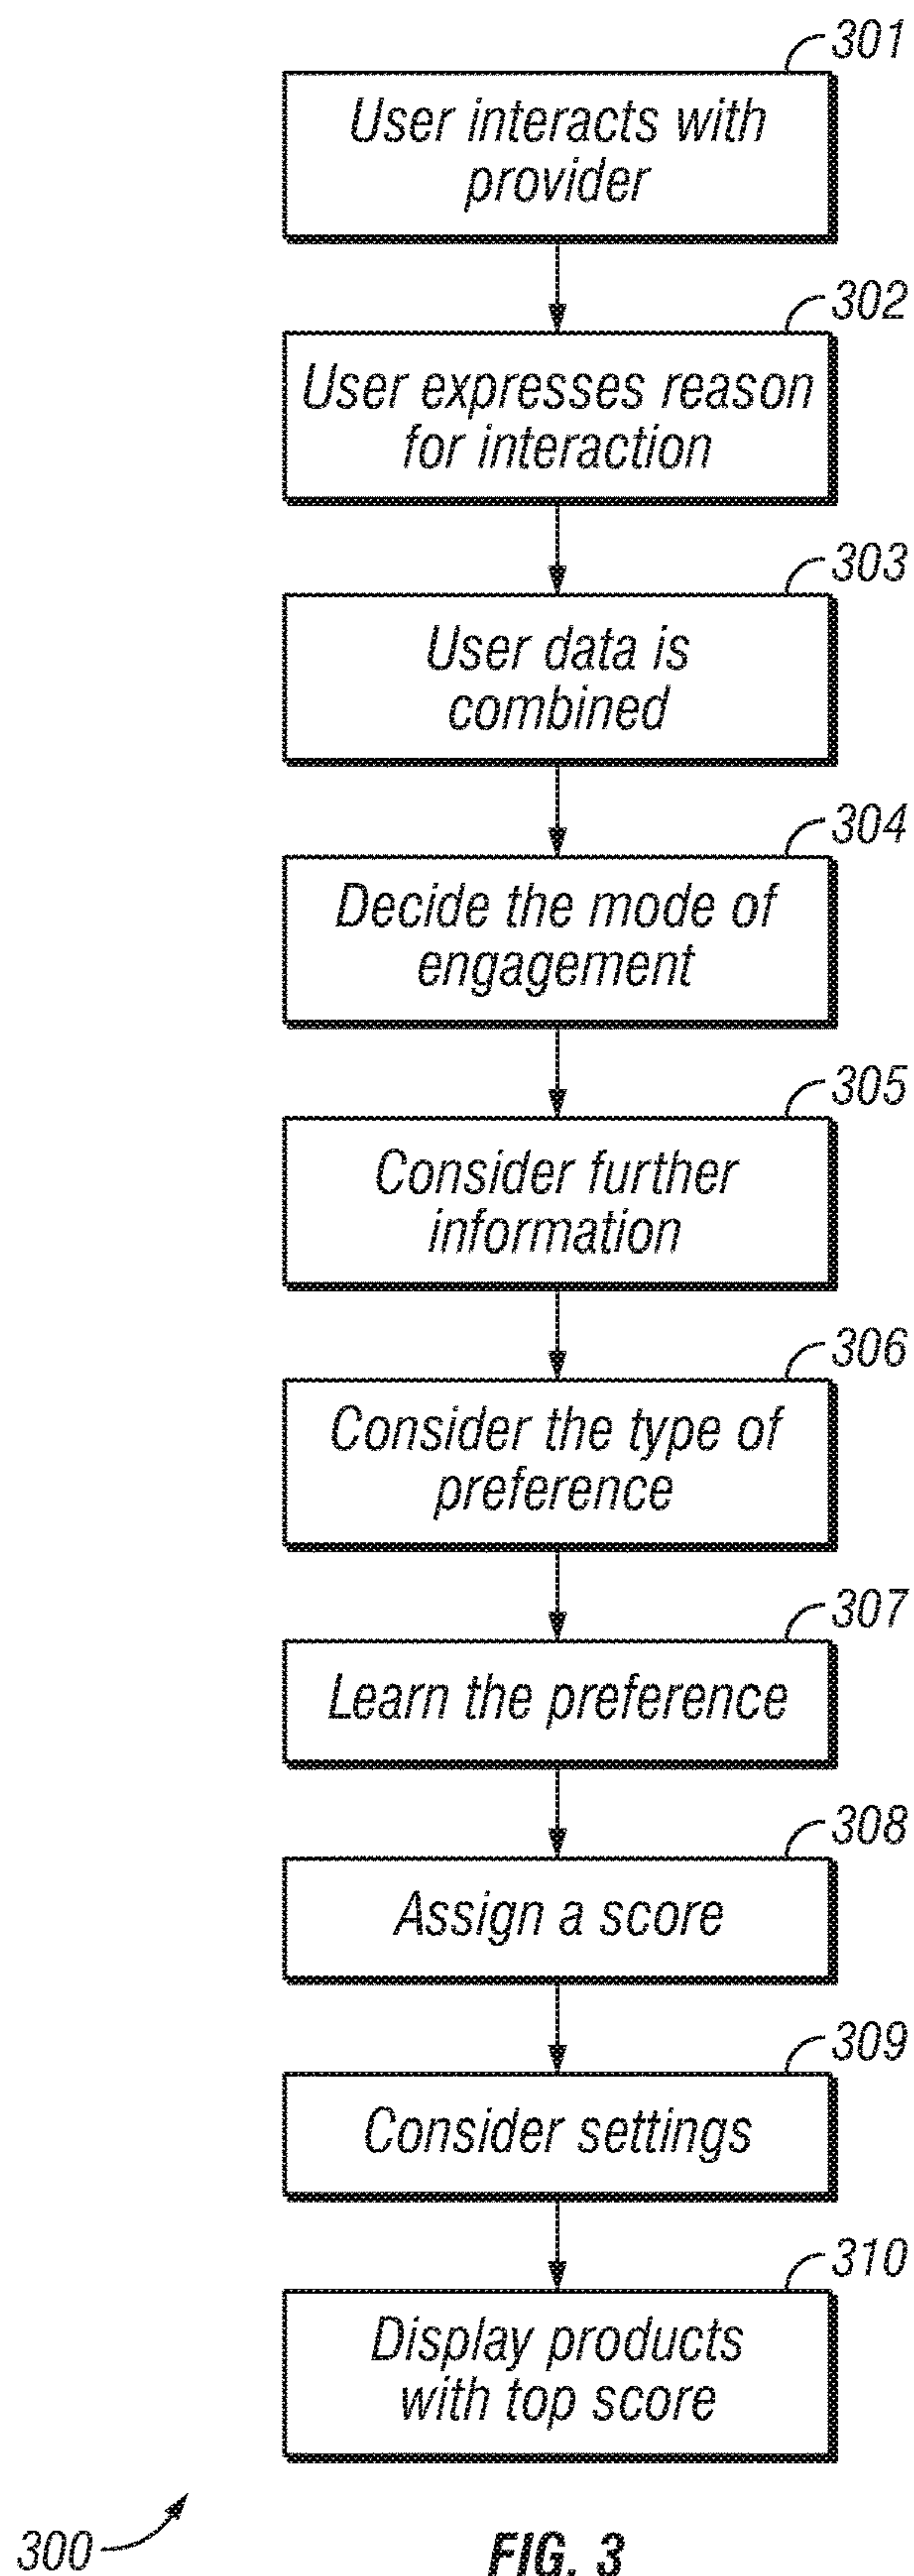 301
User interacts with
provider
302
User expresses reason
for interaction
303
User data is
combined
304
Decide the mode of
engagement
305
Consider further
information
306
Consider the type of
preference
307
Learn the preference
308
Assign a score
309
Consider settings
310
Display products
with top score
300
FIG. 3